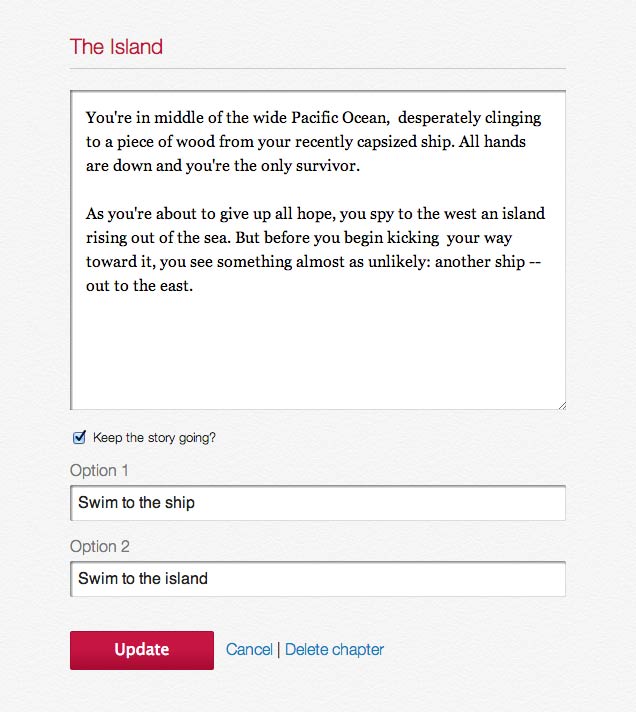 The Island
You're in middle of the wide Pacific Ocean,  desperately clinging
to a piece of wood from your recently capsized ship. All hands
are down and you're the only survivor.
As you're about to give up all hope, you spy to the west an island
rising out of the sea. But before you begin kicking  your way
toward it, you see something almost as unlikely: another ship --
out to the east.
Keep the story going?
Option 1
Swim to the ship
Option 2
Swim to the island
Update Cancel | Delete chapter